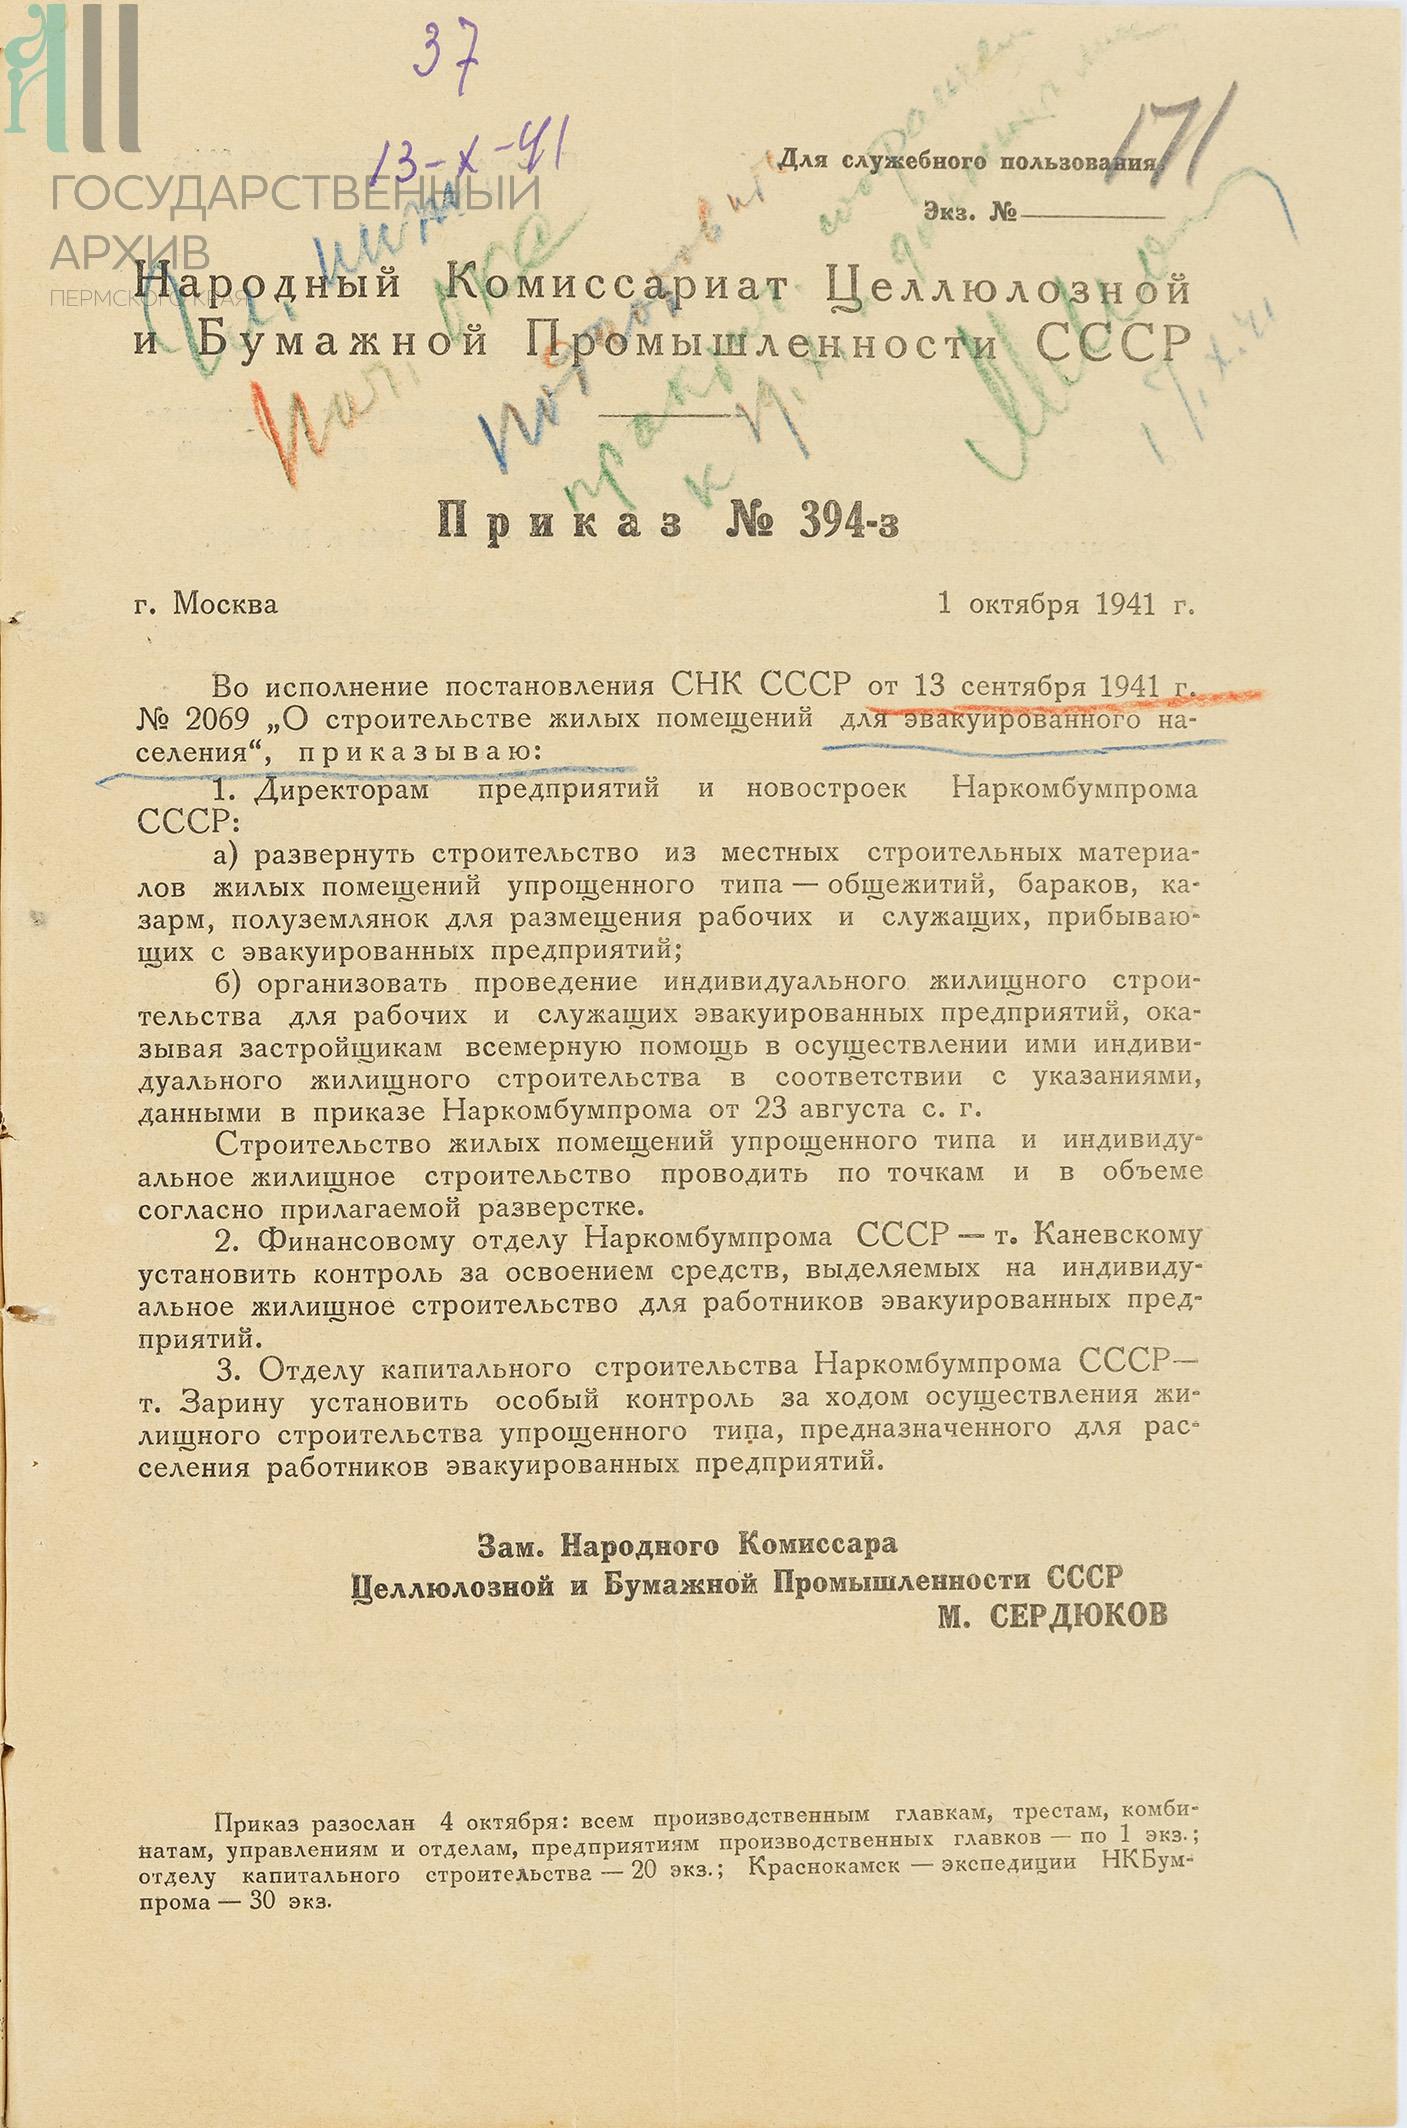 37
13-X-41
171
ГОСУДАРСТВЕННЫЙ
АРХИВ
ПЕРМСКОГО КРАЯ
Для служебного пользования.
Экз. №
Народный Комиссариат Целлюлозной
и Бумажной Промышленности СССР
Приказ № 394-з
г. Москва 1 октября 1941 г.
Во исполнение постановления СНК СССР от 13 сентября 1941 г.
№ 2069 „О строительстве жилых помещений для эвакуированного на-
селения“, приказываю:
1. Директорам предприятий и новостроек Наркомбумпрома
СССР:
а) развернуть строительство из местных строительных материа-
лов жилых помещений упрощенного типа — общежитий, бараков, ка-
зарм, полуземлянок для размещения рабочих и служащих, прибываю-
щих с эвакуированных предприятий;
б) организовать проведение индивидуального жилищного строи-
тельства для рабочих и служащих эвакуированных предприятий, ока-
зывая застройщикам всемерную помощь в осуществлении ими индиви-
дуального жилищного строительства в соответствии с указаниями,
данными в приказе Наркомбумпрома от 23 августа с. г.
Строительство жилых помещений упрощенного типа и индивиду-
альное жилищное строительство проводить по точкам и в объеме
согласно прилагаемой разверстке.
2. Финансовому отделу Наркомбумпрома СССР — т. Каневскому
установить контроль за освоением средств, выделяемых на индивиду-
альное жилищное строительство для работников эвакуированных пред-
приятий.
3. Отделу капитального строительства Наркомбумпрома СССР—
т. Зарину установить особый контроль за ходом осуществления жи-
лищного строительства упрощенного типа, предназначенного для рас-
селения работников эвакуированных предприятий.
Зам. Народного Комиссара
Целлюлозной и Бумажной Промышленности СССР
М. СЕРДЮКОВ
Приказ разослан 4 октября: всем производственным главкам, трестам, комби-
натам, управлениям и отделам, предприятиям производственных главков — по 1 экз.;
отделу капитального строительства — 20 экз.; Краснокамск — экспедиции НКБум-
прома — 30 экз.